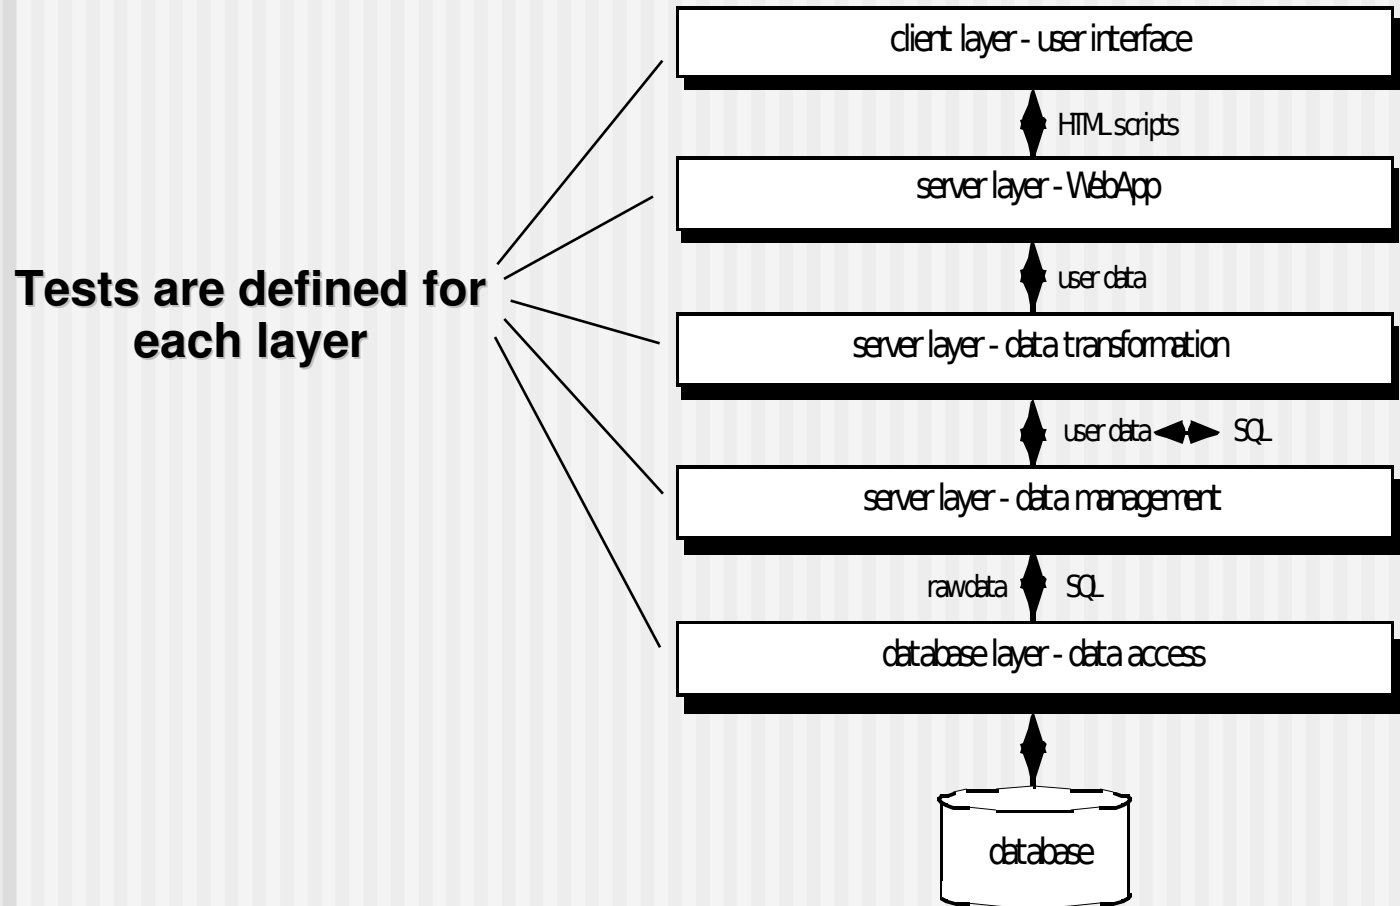 client layer - user interface
HTML scripts
server layer - WebApp
user data
Tests are defined for
each layer
server layer - data transformation
user data SQL
server layer - data management
raw data SQL
database layer - data access
database